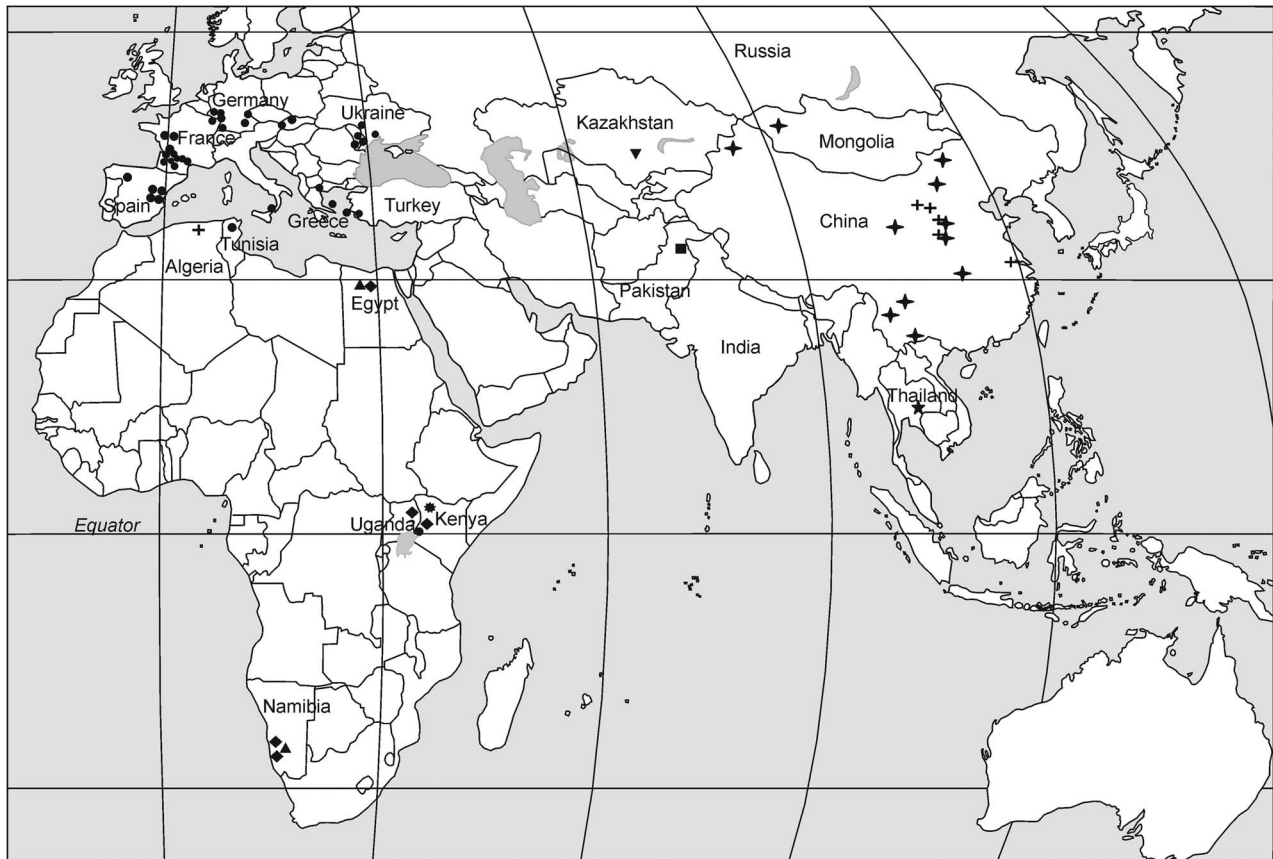 Russia
Germany
Ukraine
Kazakhstan
France
Mongolia
Spain
Greece
Turkey
China
Tunisia
Algeria
Pakistan
Egypt
India
Thailand
Equator
Uganda
Kenya
Namibia